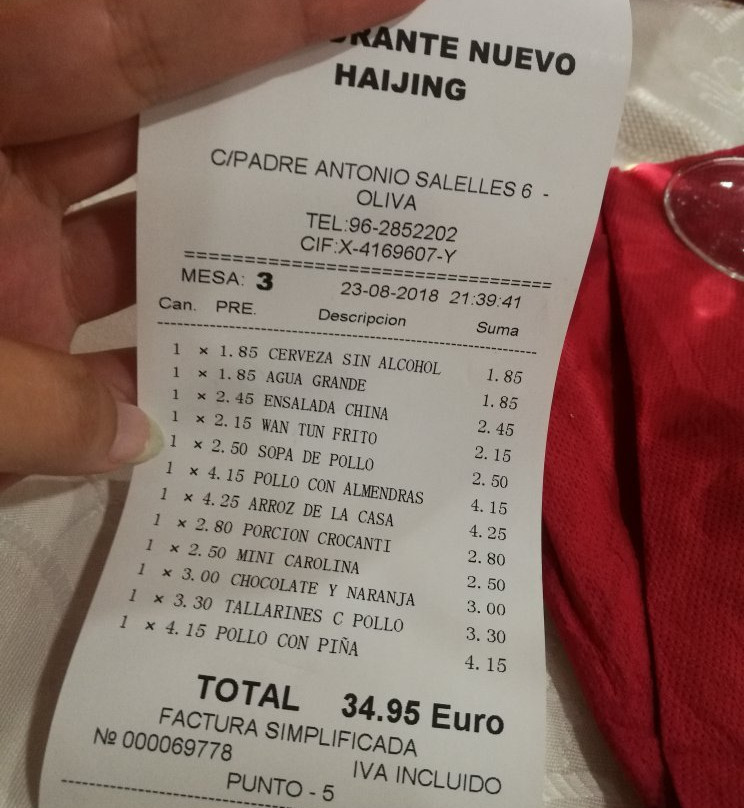 NUEVO
HAIJING
C/PADRE ANTONIO SALELLES 6 -
OLIVA
TEL:96-2852202
CIF:X-4169607-Y
================================
MESA: 3 23-08-2018 21:39:41
Can. PRE. Descripcion Suma
1 × 1.85 CERVEZA SIN ALCOHOL 1.85
1 × 1.85 AGUA GRANDE 1.85
1 × 2.45 ENSALADA CHINA 2.45
1 × 2.15 WAN TUN FRITO 2.15
1 × 2.50 SOPA DE POLLO 2.50
1 × 4.15 POLLO CON ALMENDRAS 4.15
1 × 4.25 ARROZ DE LA CASA 4.25
1 × 2.80 PORCION CROCANTI 2.80
1 × 2.50 MINI CAROLINA 2.50
1 × 3.00 CHOCOLATE Y NARANJA 3.00
1 × 3.30 TALLARINES C POLLO 3.30
1 × 4.15 POLLO CON PIÑA 4.15
TOTAL 34.95 Euro
FACTURA SIMPLIFICADA
Nº 000069778 IVA INCLUIDO
PUNTO - 5